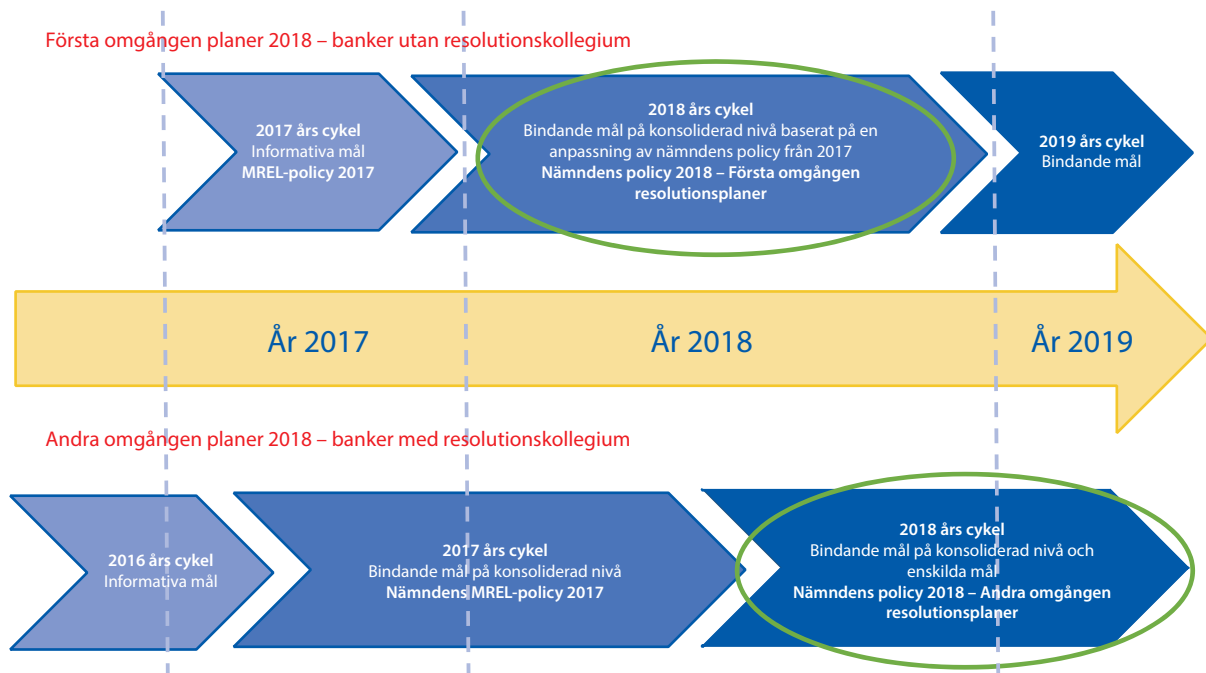 Första omgången planer 2018 – banker utan resolutionskollegium
2017 års cykel
Informativa mål
MREL-policy 2017
2018 års cykel
Bindande mål på konsoliderad nivå baserat på en
anpassning av nämndens policy från 2017
Nämndens policy 2018 – Första omgången
resolutionsplaner
2019 års cykel
Bindande mål
År 2017
År 2018
År 2019
Andra omgången planer 2018 – banker med resolutionskollegium
2016 års cykel
Informativa mål
2017 års cykel
Bindande mål på konsoliderad nivå
Nämndens MREL-policy 2017
2018 års cykel
Bindande mål på konsoliderad nivå och
enskilda mål
Nämndens policy 2018 – Andra omgången
resolutionsplaner